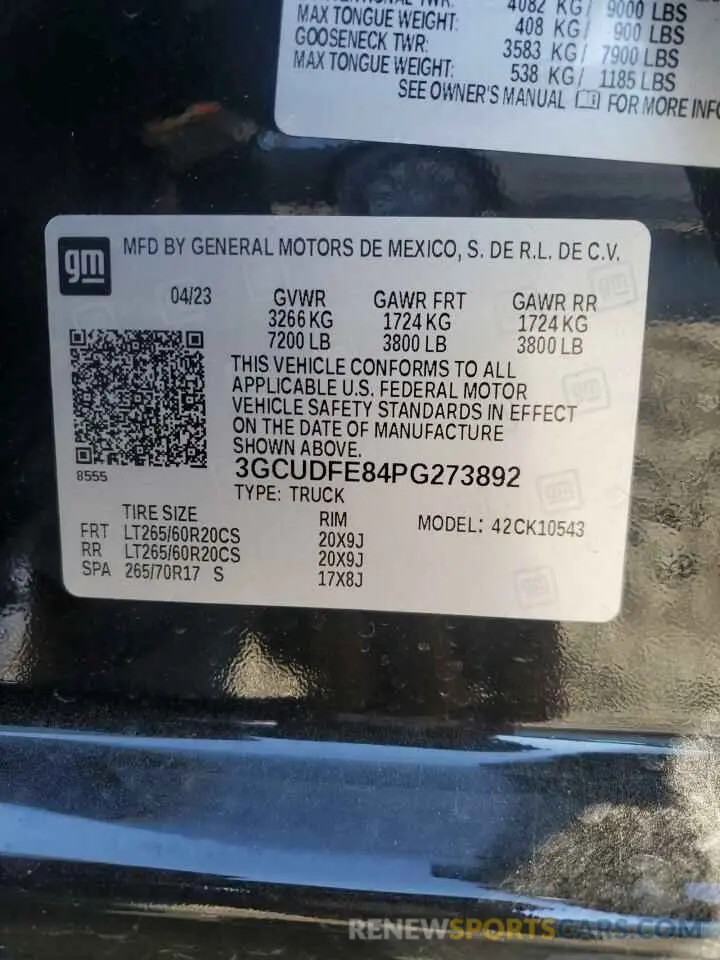 4082 KG/ 9000 LBS
MAX TONGUE WEIGHT: 408 KG/ 900 LBS
GOOSENECK TWR: 3583 KG/ 7900 LBS
MAX TONGUE WEIGHT: 538 KG/ 1185 LBS
SEE OWNER'S MANUAL FOR MORE INFO
gm MFD BY GENERAL MOTORS DE MEXICO, S. DE R.L. DE C.V.
04/23 GVWR GAWR FRT GAWR RR
3266 KG 1724 KG 1724 KG
7200 LB 3800 LB 3800 LB
THIS VEHICLE CONFORMS TO ALL
APPLICABLE U.S. FEDERAL MOTOR
VEHICLE SAFETY STANDARDS IN EFFECT
ON THE DATE OF MANUFACTURE
SHOWN ABOVE.
8555 3GCUDFE84PG273892
TYPE: TRUCK
TIRE SIZE RIM MODEL: 42CK10543
FRT LT265/60R20CS 20X9J
RR LT265/60R20CS 20X9J
SPA 265/70R17 S 17X8J
RENEWSPORTSCARS.COM